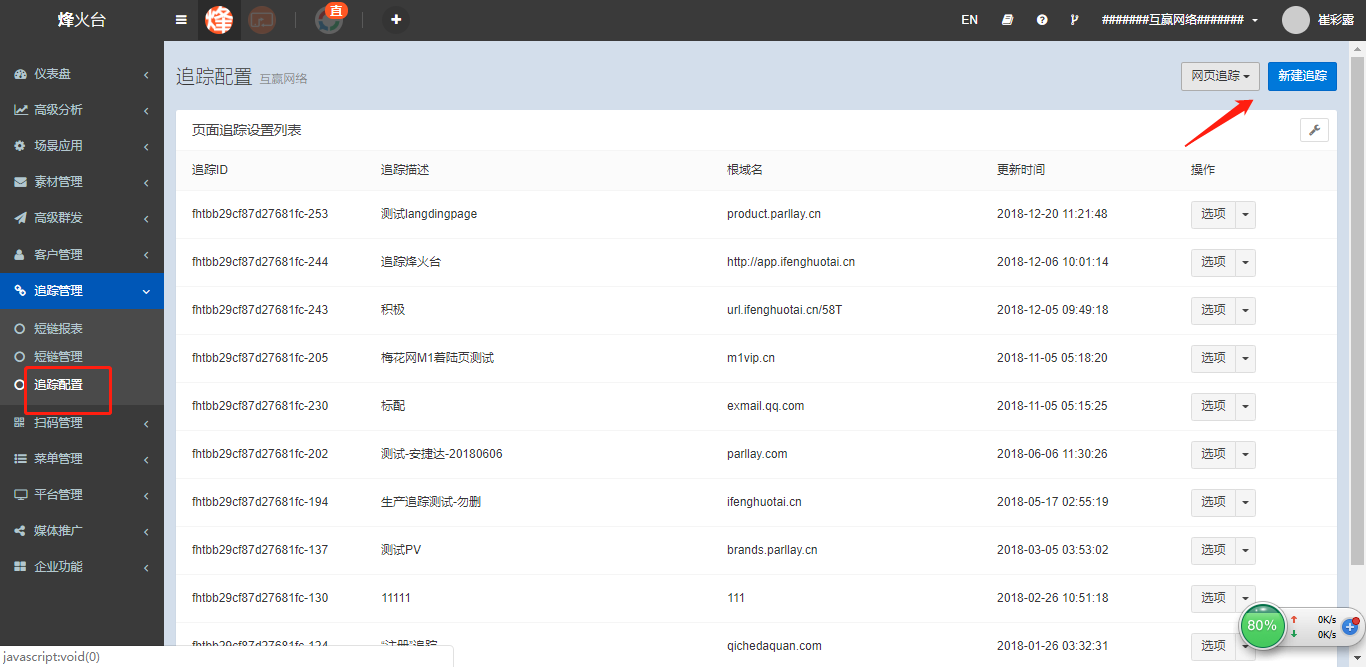 烽火台
烽
直
EN
#######互赢网络#######
崔彩霞
仪表盘
高级分析
场景应用
素材管理
高级群发
客户管理
追踪管理
短链报表
短链管理
追踪配置
扫码管理
菜单管理
平台管理
媒体推广
企业功能
追踪配置 互赢网络
网页追踪
新建追踪
页面追踪设置列表
追踪ID 追踪描述 根域名 更新时间 操作
fhtbb29cf87d27681fc-253 测试langdingpage product.parllay.cn 2018-12-20 11:21:48 选项
fhtbb29cf87d27681fc-244 追踪烽火台 http://app.ifenghuotai.cn 2018-12-06 10:01:14 选项
fhtbb29cf87d27681fc-243 积极 url.ifenghuotai.cn/58T 2018-12-05 09:49:18 选项
fhtbb29cf87d27681fc-205 梅花网M1着陆页测试 m1vip.cn 2018-11-05 05:18:20 选项
fhtbb29cf87d27681fc-230 标配 exmail.qq.com 2018-11-05 05:15:25 选项
fhtbb29cf87d27681fc-202 测试-安捷达-20180606 parllay.com 2018-06-06 11:30:26 选项
fhtbb29cf87d27681fc-194 生产追踪测试-勿删 ifenghuotai.cn 2018-05-17 02:55:19 选项
fhtbb29cf87d27681fc-137 测试PV brands.parllay.cn 2018-03-05 03:53:02 选项
fhtbb29cf87d27681fc-130 11111 111 2018-02-26 10:51:18 选项
fhtbb29cf87d27681fc-124 “注册”追踪 qichedaquan.com 2018-01-26 03:32:31 选项
80%
0K/s
0K/s
javascript:void(0)